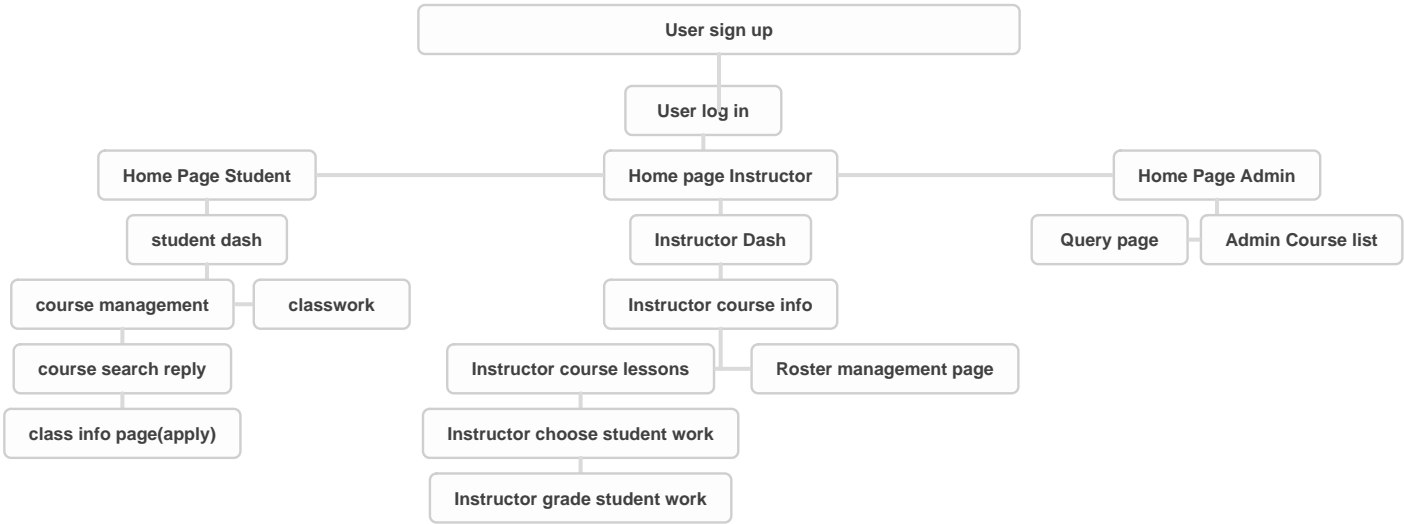 User sign up
User log in
Home Page Student
Home page Instructor
Home Page Admin
student dash
Instructor Dash
Query page
Admin Course list
course management
classwork
Instructor course info
course search reply
Instructor course lessons
Roster management page
class info page(apply)
Instructor choose student work
Instructor grade student work